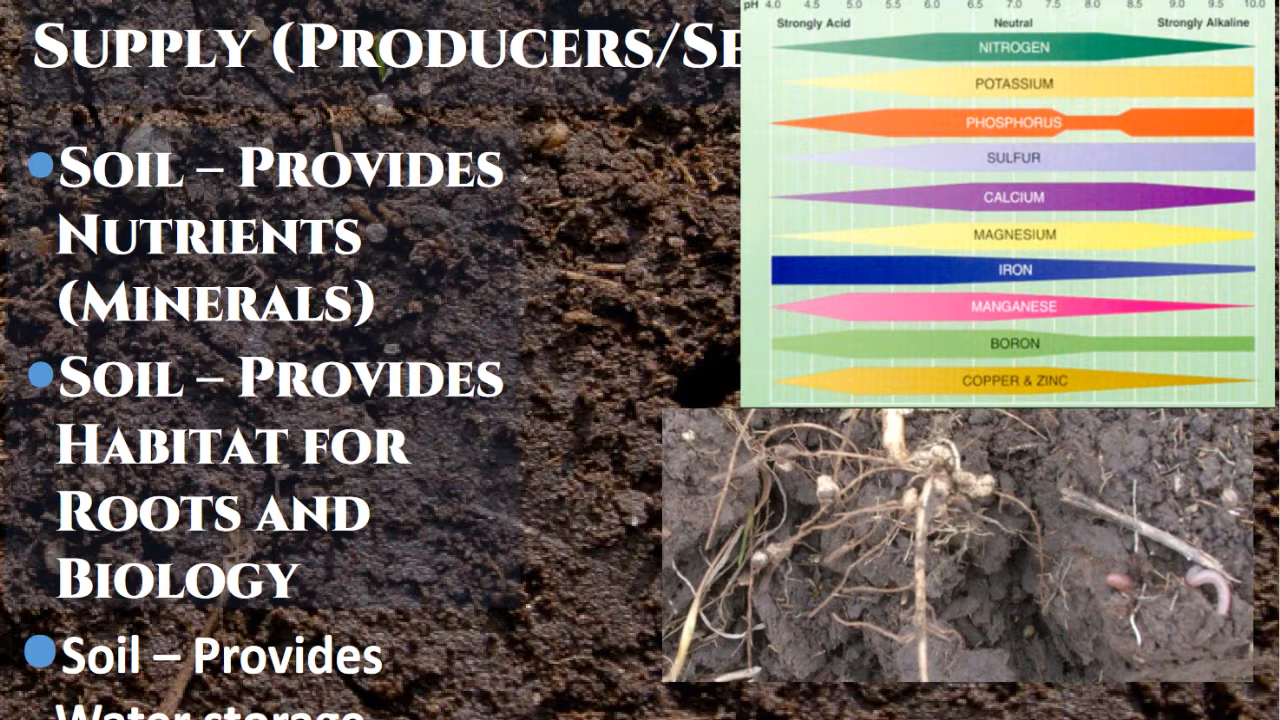 Supply (Producers/Se
Soil – Provides
Nutrients
(Minerals)
Soil – Provides
Habitat for
Roots and
Biology
Soil – Provides
Water storage
pH 4.0 4.5 5.0 5.5 6.0 6.5 7.0 7.5 8.0 8.5 9.0 9.5 10.0
Strongly Acid Neutral Strongly Alkaline
NITROGEN
POTASSIUM
PHOSPHORUS
SULFUR
CALCIUM
MAGNESIUM
IRON
MANGANESE
BORON
COPPER & ZINC